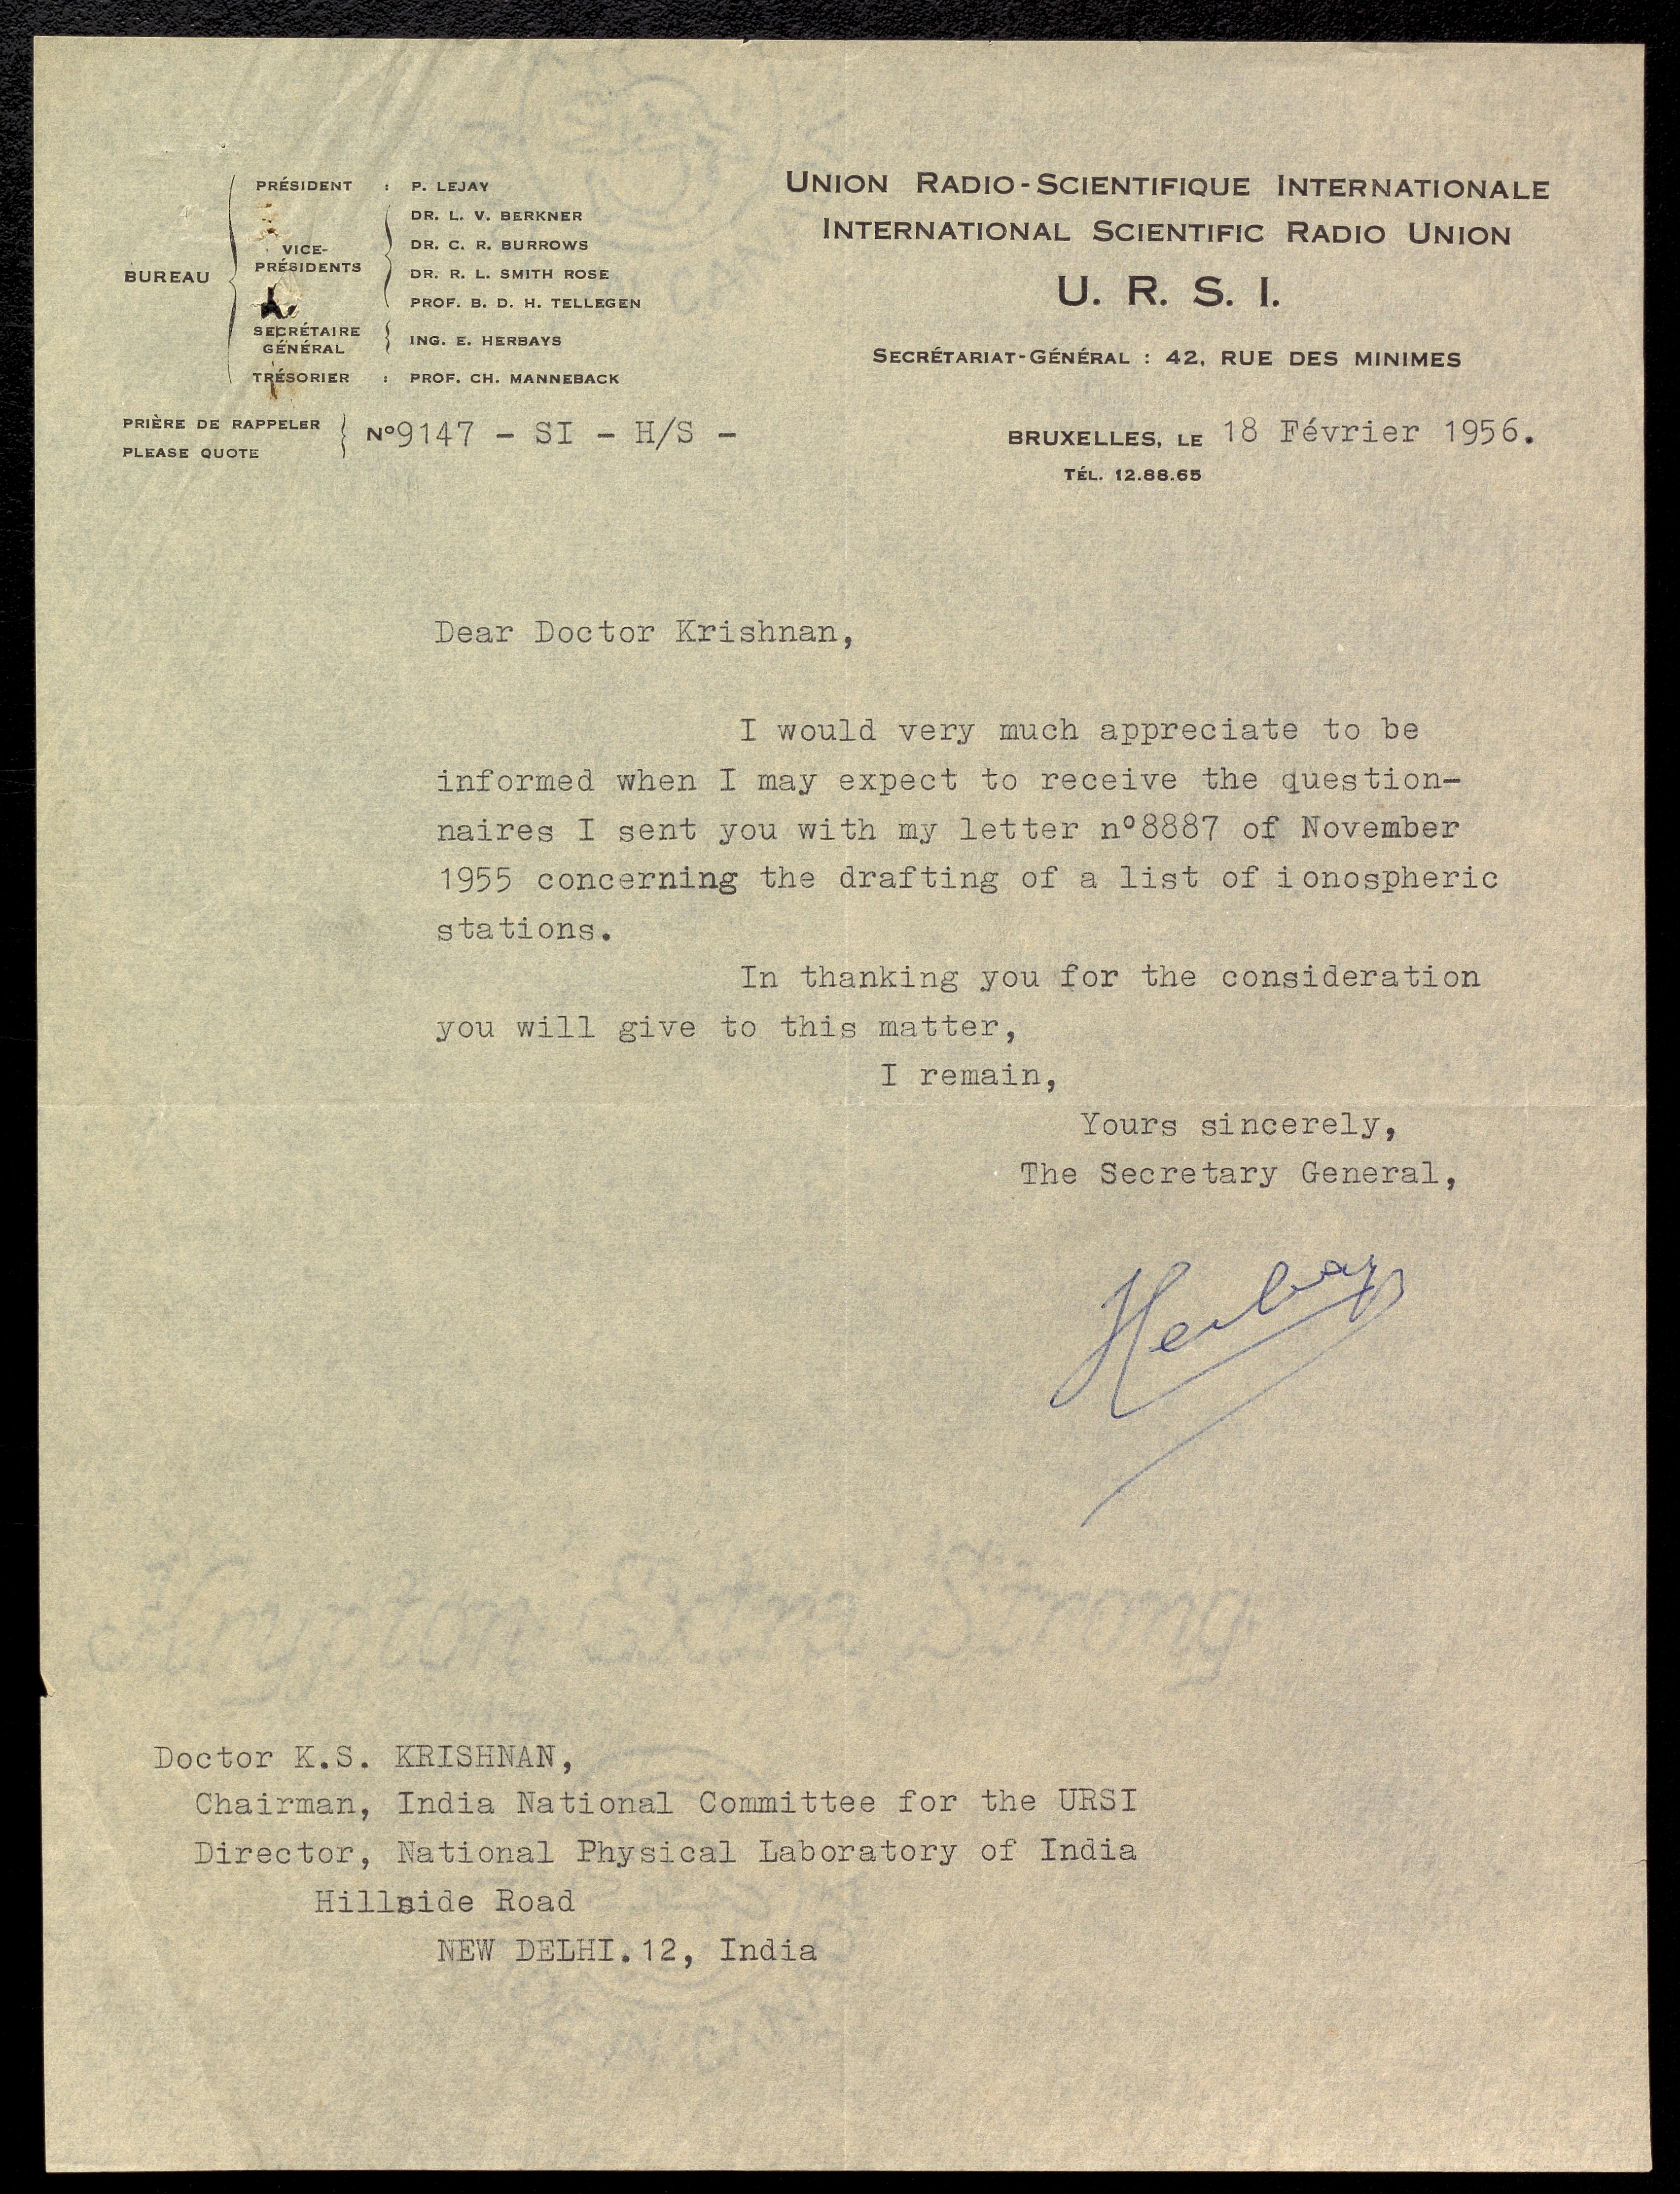 BUREAU
PRÉSIDENT : P. LEJAY
VICE-PRÉSIDENTS
DR. L. V. BERKNER
DR. C. R. BURROWS
DR. R. L. SMITH ROSE
PROF. B. D. H. TELLEGEN
SECRÉTAIRE GÉNÉRAL
ING. E. HERBAYS
TRÉSORIER : PROF. CH. MANNEBACK
PRIÈRE DE RAPPELER
PLEASE QUOTE
Nº9147 - SI - H/S -
UNION RADIO-SCIENTIFIQUE INTERNATIONALE
INTERNATIONAL SCIENTIFIC RADIO UNION
U. R. S. I.
SECRÉTARIAT-GÉNÉRAL : 42, RUE DES MINIMES
BRUXELLES, LE 18 Février 1956.
TÉL. 12.88.65
Dear Doctor Krishnan,
I would very much appreciate to be
informed when I may expect to receive the question-
naires I sent you with my letter nº8887 of November
1955 concerning the drafting of a list of ionospheric
stations.
In thanking you for the consideration
you will give to this matter,
I remain,
Yours sincerely,
The Secretary General,
Herbays
Krypton Extra Strong
Doctor K.S. KRISHNAN,
Chairman, India National Committee for the URSI
Director, National Physical Laboratory of India
Hillside Road
NEW DELHI.12, India